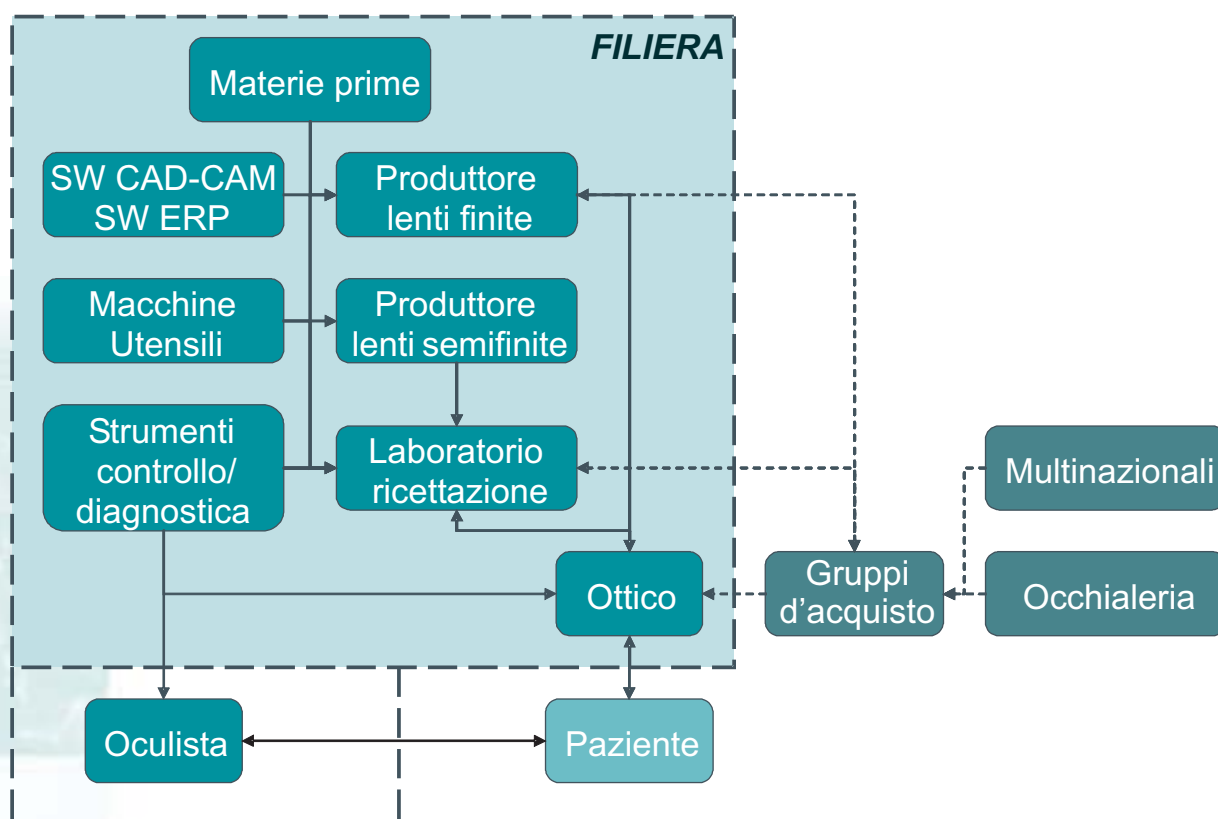 FILIERA
Materie prime
SW CAD-CAM
SW ERP
Produttore
lenti finite
Macchine
Utensili
Produttore
lenti semifinite
Strumenti
controllo/
diagnostica
Laboratorio
ricettazione
Multinazionali
Ottico
Gruppi
d'acquisto
Occhialeria
Oculista
Paziente